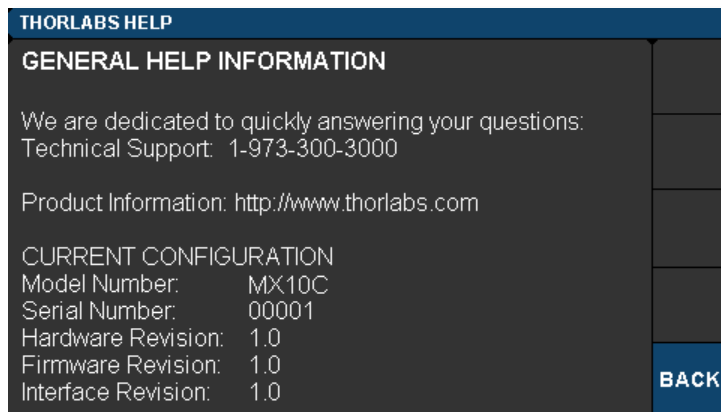 THORLABS HELP
GENERAL HELP INFORMATION
We are dedicated to quickly answering your questions:
Technical Support: 1-973-300-3000
Product Information: http://www.thorlabs.com
CURRENT CONFIGURATION
Model Number: MX10C
Serial Number: 00001
Hardware Revision: 1.0
Firmware Revision: 1.0
Interface Revision: 1.0
BACK